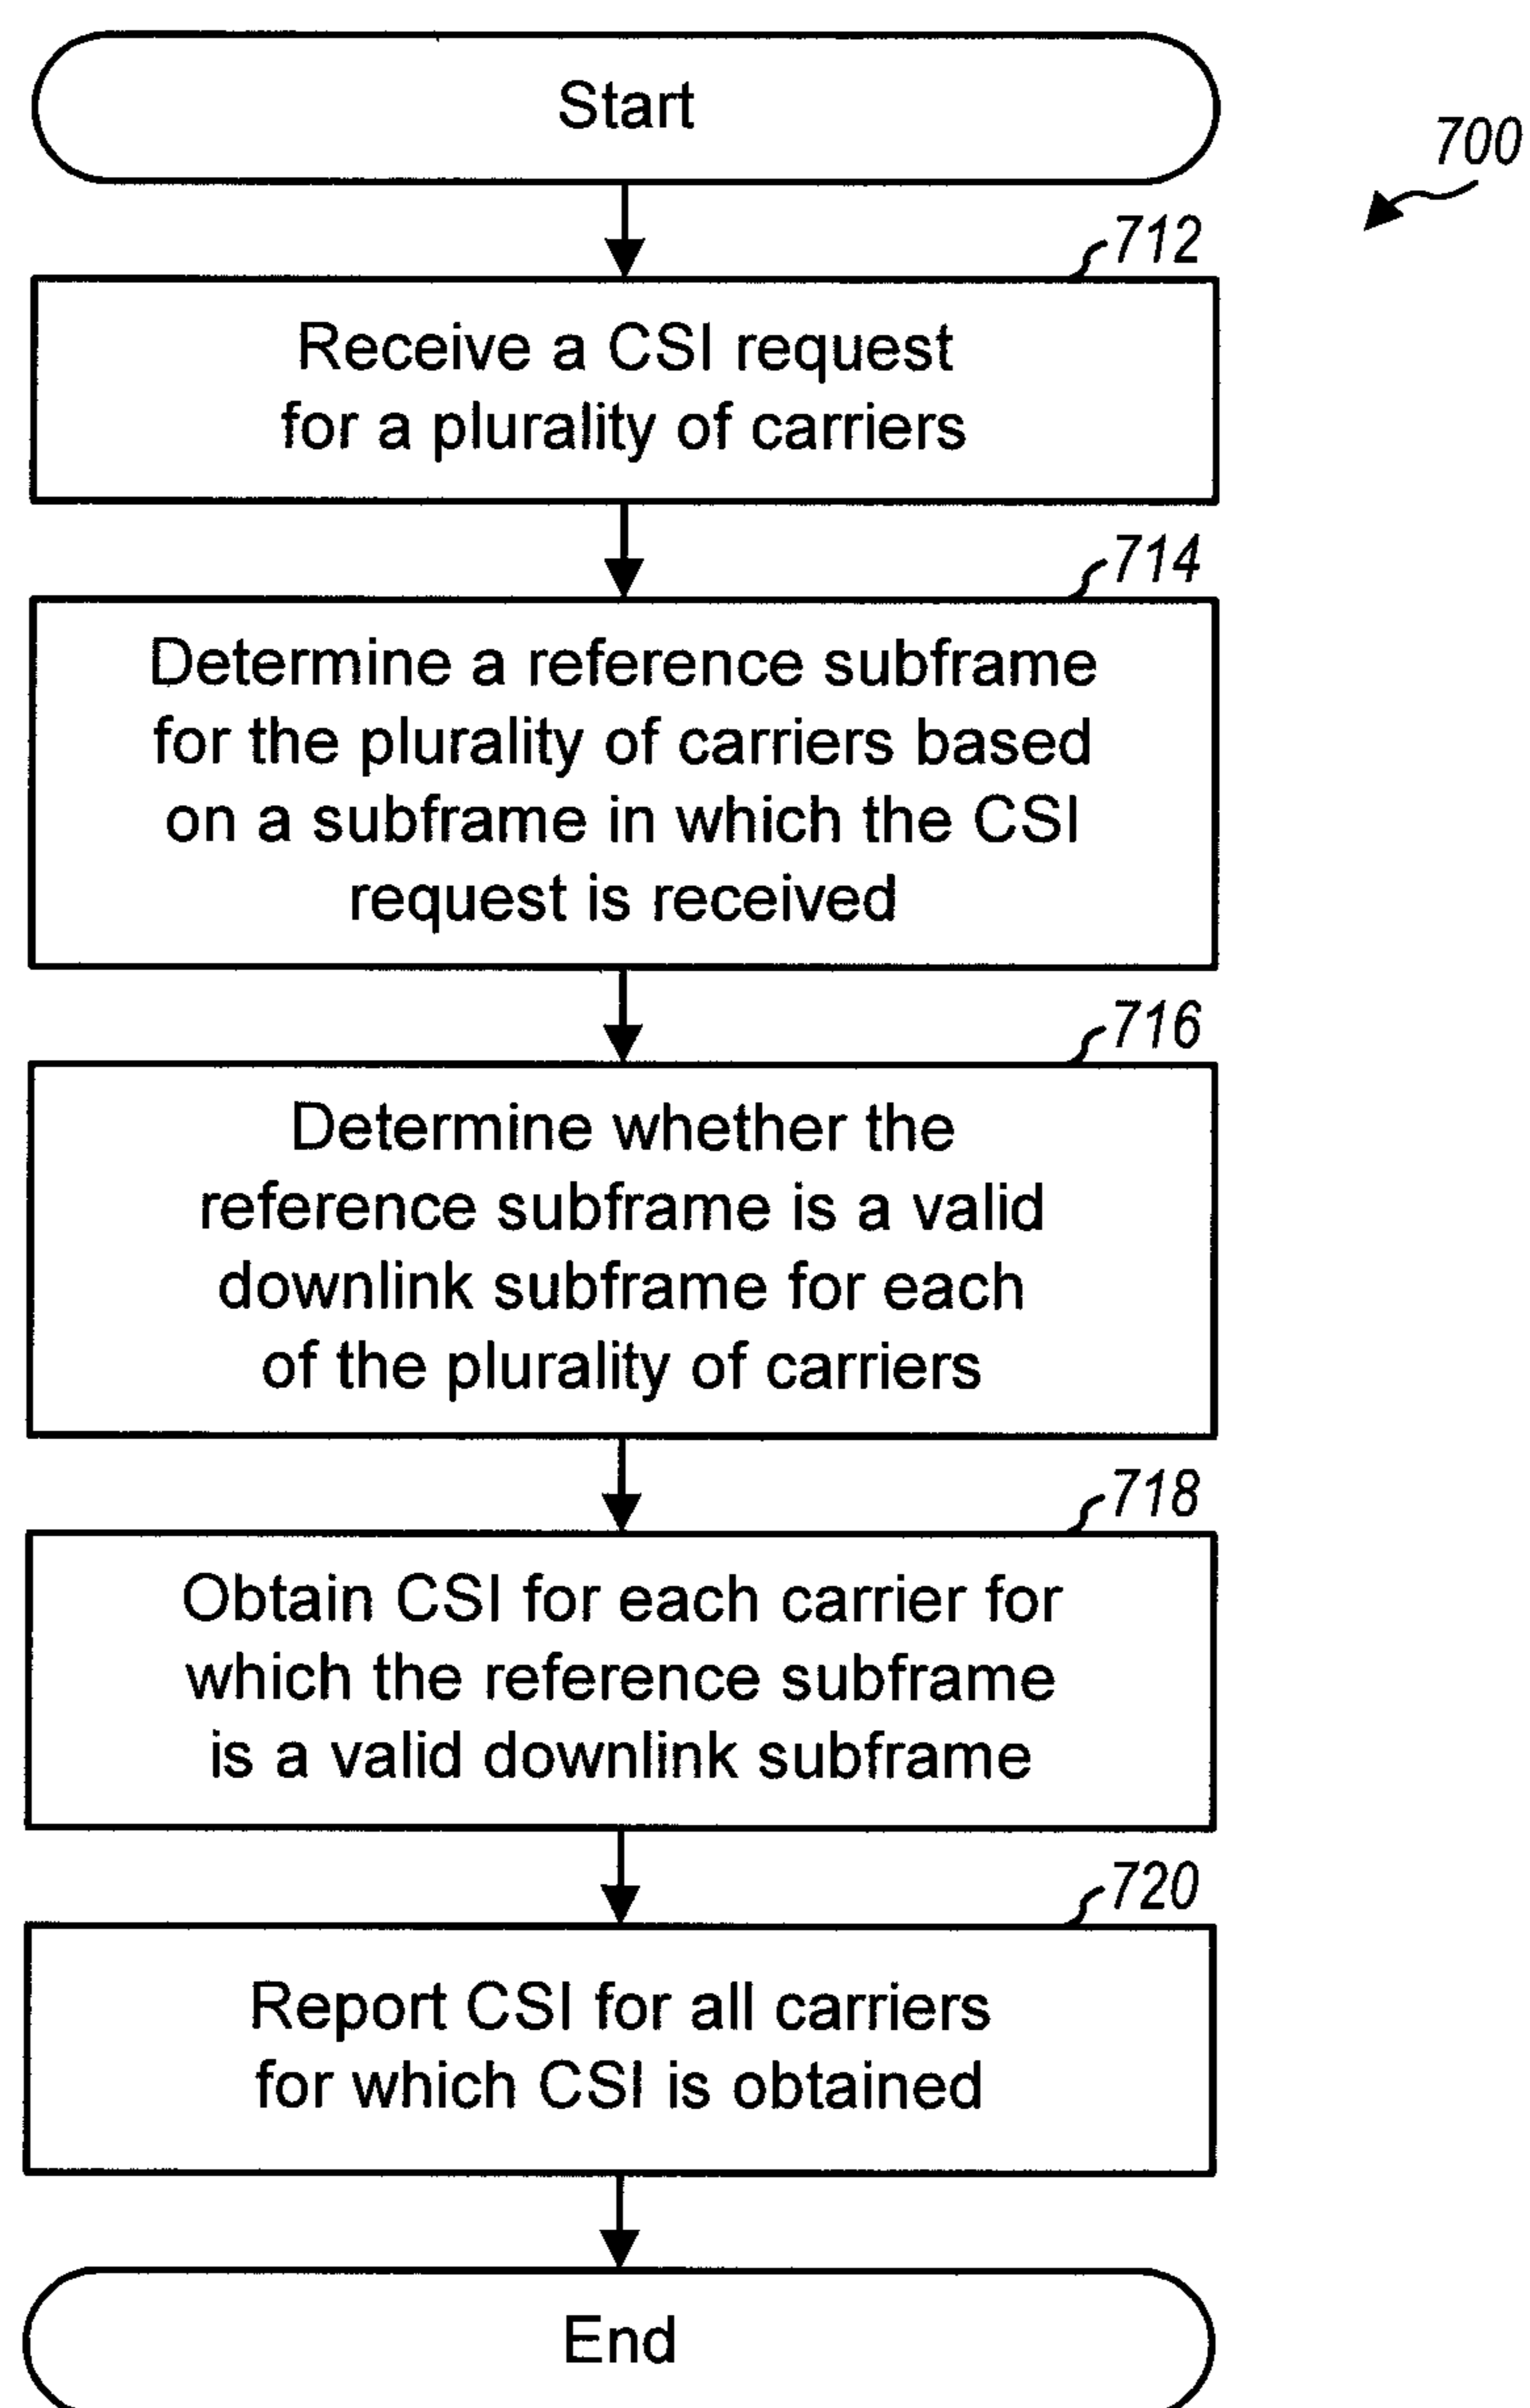 Start
700
712
Receive a CSI request
for a plurality of carriers
714
Determine a reference subframe
for the plurality of carriers based
on a subframe in which the CSI
request is received
716
Determine whether the
reference subframe is a valid
downlink subframe for each
of the plurality of carriers
718
Obtain CSI for each carrier for
which the reference subframe
is a valid downlink subframe
720
Report CSI for all carriers
for which CSI is obtained
End